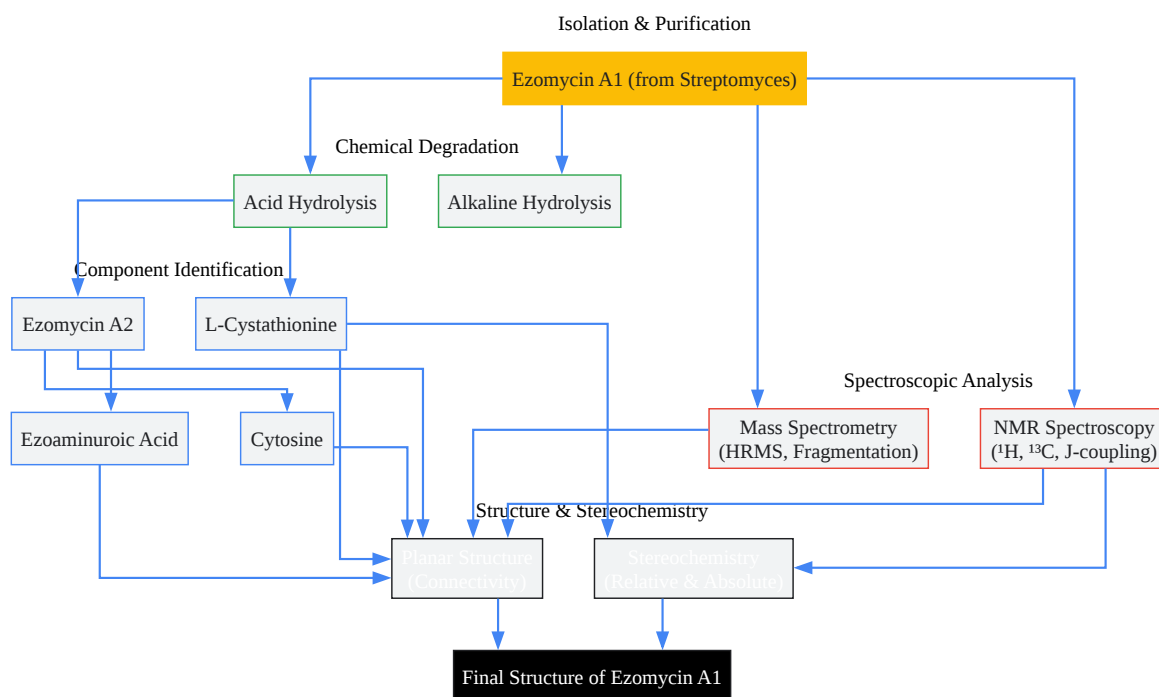 Isolation & Purification
Ezomycin A1 (from Streptomyces)
Chemical Degradation
Acid Hydrolysis
Alkaline Hydrolysis
Component Identification
Ezomycin A2
L-Cystathionine
Spectroscopic Analysis
Ezoaminuroic Acid
Cytosine
Mass Spectrometry
(HRMS, Fragmentation)
NMR Spectroscopy
(¹H, ¹³C, J-coupling)
Structure & Stereochemistry
Planar Structure
(Connectivity)
Stereochemistry
(Relative & Absolute)
Final Structure of Ezomycin A1